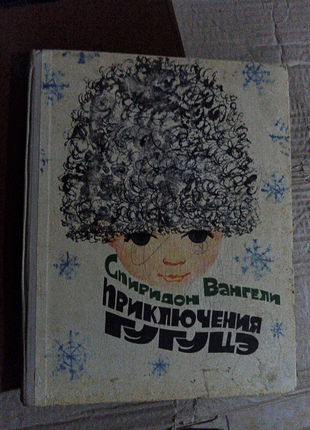 Спиридон Вангели
ПРИКЛЮЧЕНИЯ
ГУГУЦЭ